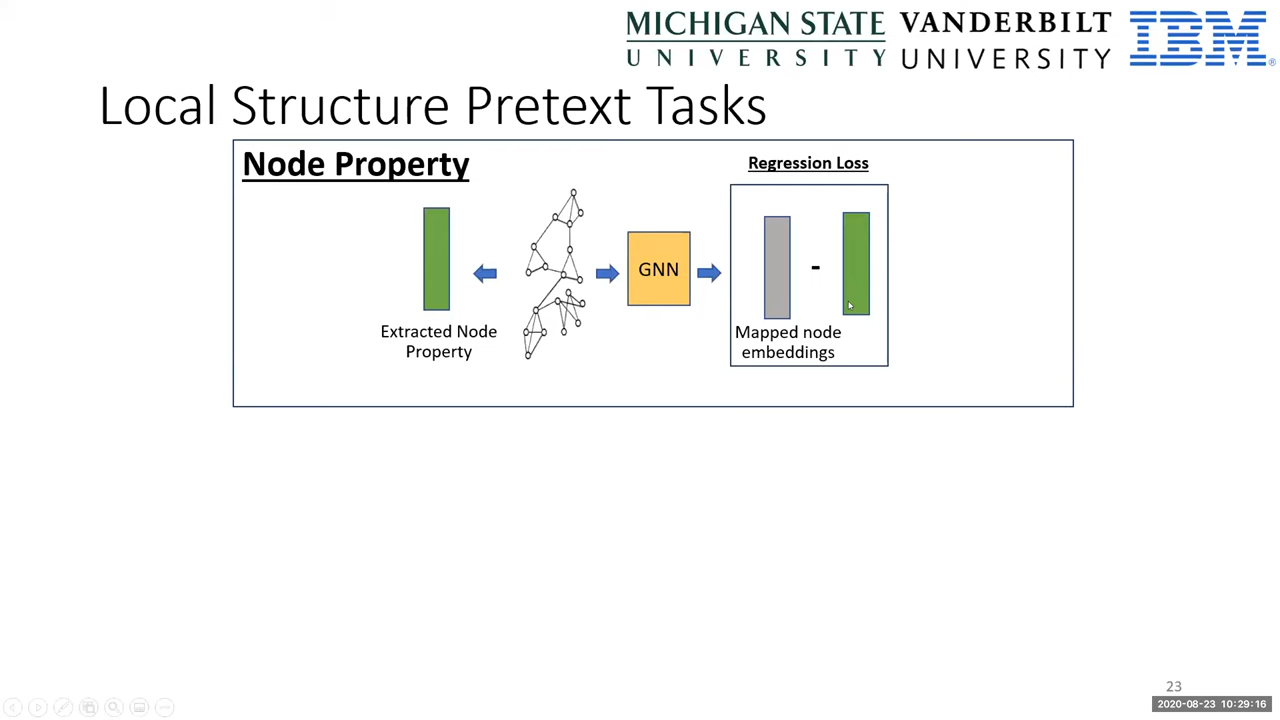 MICHIGAN STATE
UNIVERSITY
VANDERBILT
UNIVERSITY
IBM®
Local Structure Pretext Tasks
Node Property
Regression Loss
GNN
-
Extracted Node
Property
Mapped node
embeddings
23
2020-08-23 10:29:16